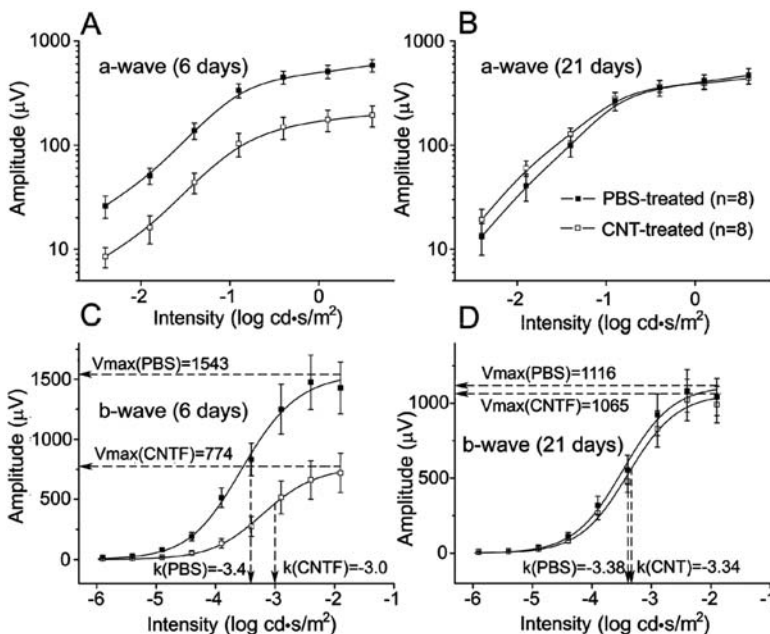 A
B
1000
100
10
Amplitude (μV)
a-wave (6 days)
-2
-1
0
Intensity (log cd•s/m²)
1000
100
10
Amplitude (μV)
a-wave (21 days)
PBS-treated (n=8)
CNT-treated (n=8)
-2
-1
0
Intensity (log cd•s/m²)
C
D
1500
1000
500
0
Amplitude (μV)
Vmax(PBS)=1543
b-wave (6 days)
Vmax(CNTF)=774
k(PBS)=-3.4
k(CNTF)=-3.0
-6
-5
-4
-3
-2
-1
Intensity (log cd•s/m²)
1000
500
0
Amplitude (μV)
Vmax(PBS)=1116
Vmax(CNTF)=1065
b-wave (21 days)
k(PBS)=-3.38
k(CNT)=-3.34
-6
-5
-4
-3
-2
-1
Intensity (log cd•s/m²)